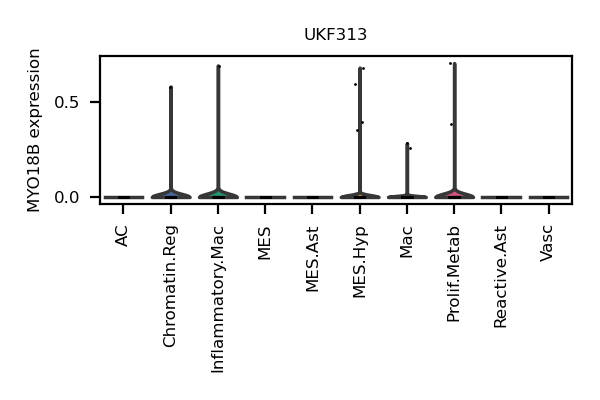 UKF313
MYO18B expression
0.5
0.0
AC
Chromatin.Reg
Inflammatory.Mac
MES
MES.Ast
MES.Hyp
Mac
Prolif.Metab
Reactive.Ast
Vasc